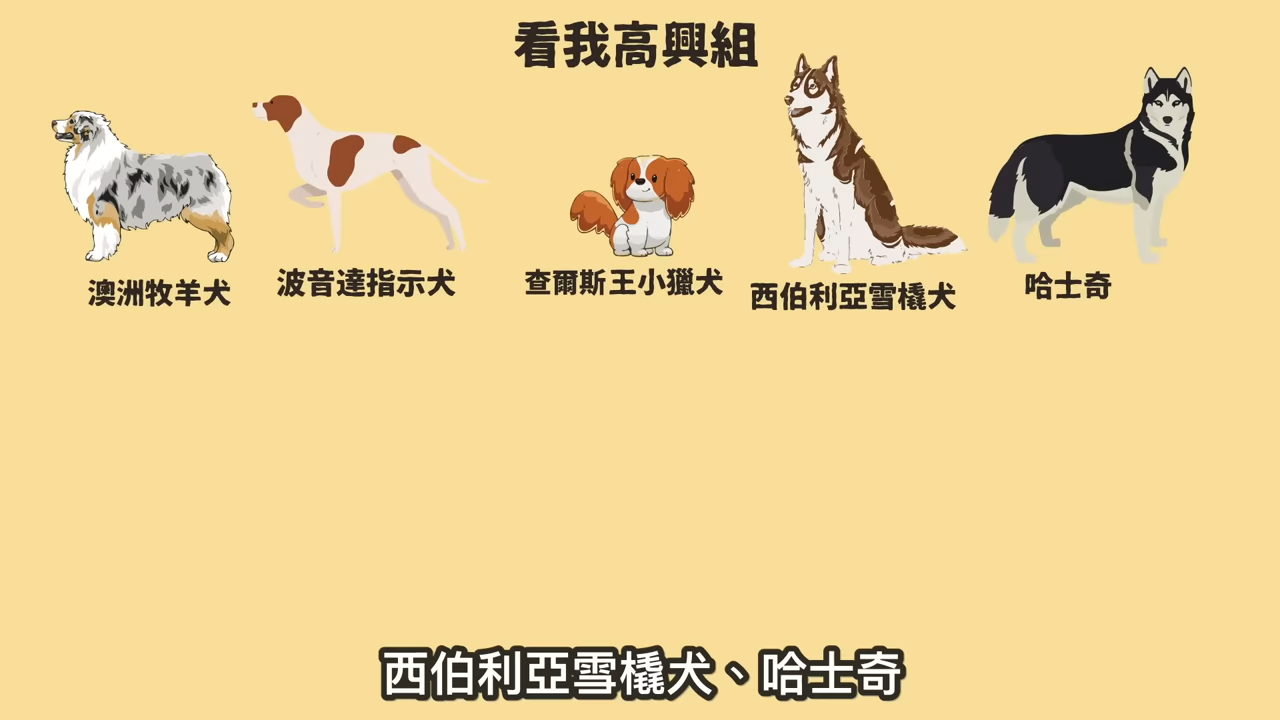 看我高興組
澳洲牧羊犬
波音達指示犬
查爾斯王小獵犬
西伯利亞雪橇犬
哈士奇
西伯利亞雪橇犬、哈士奇